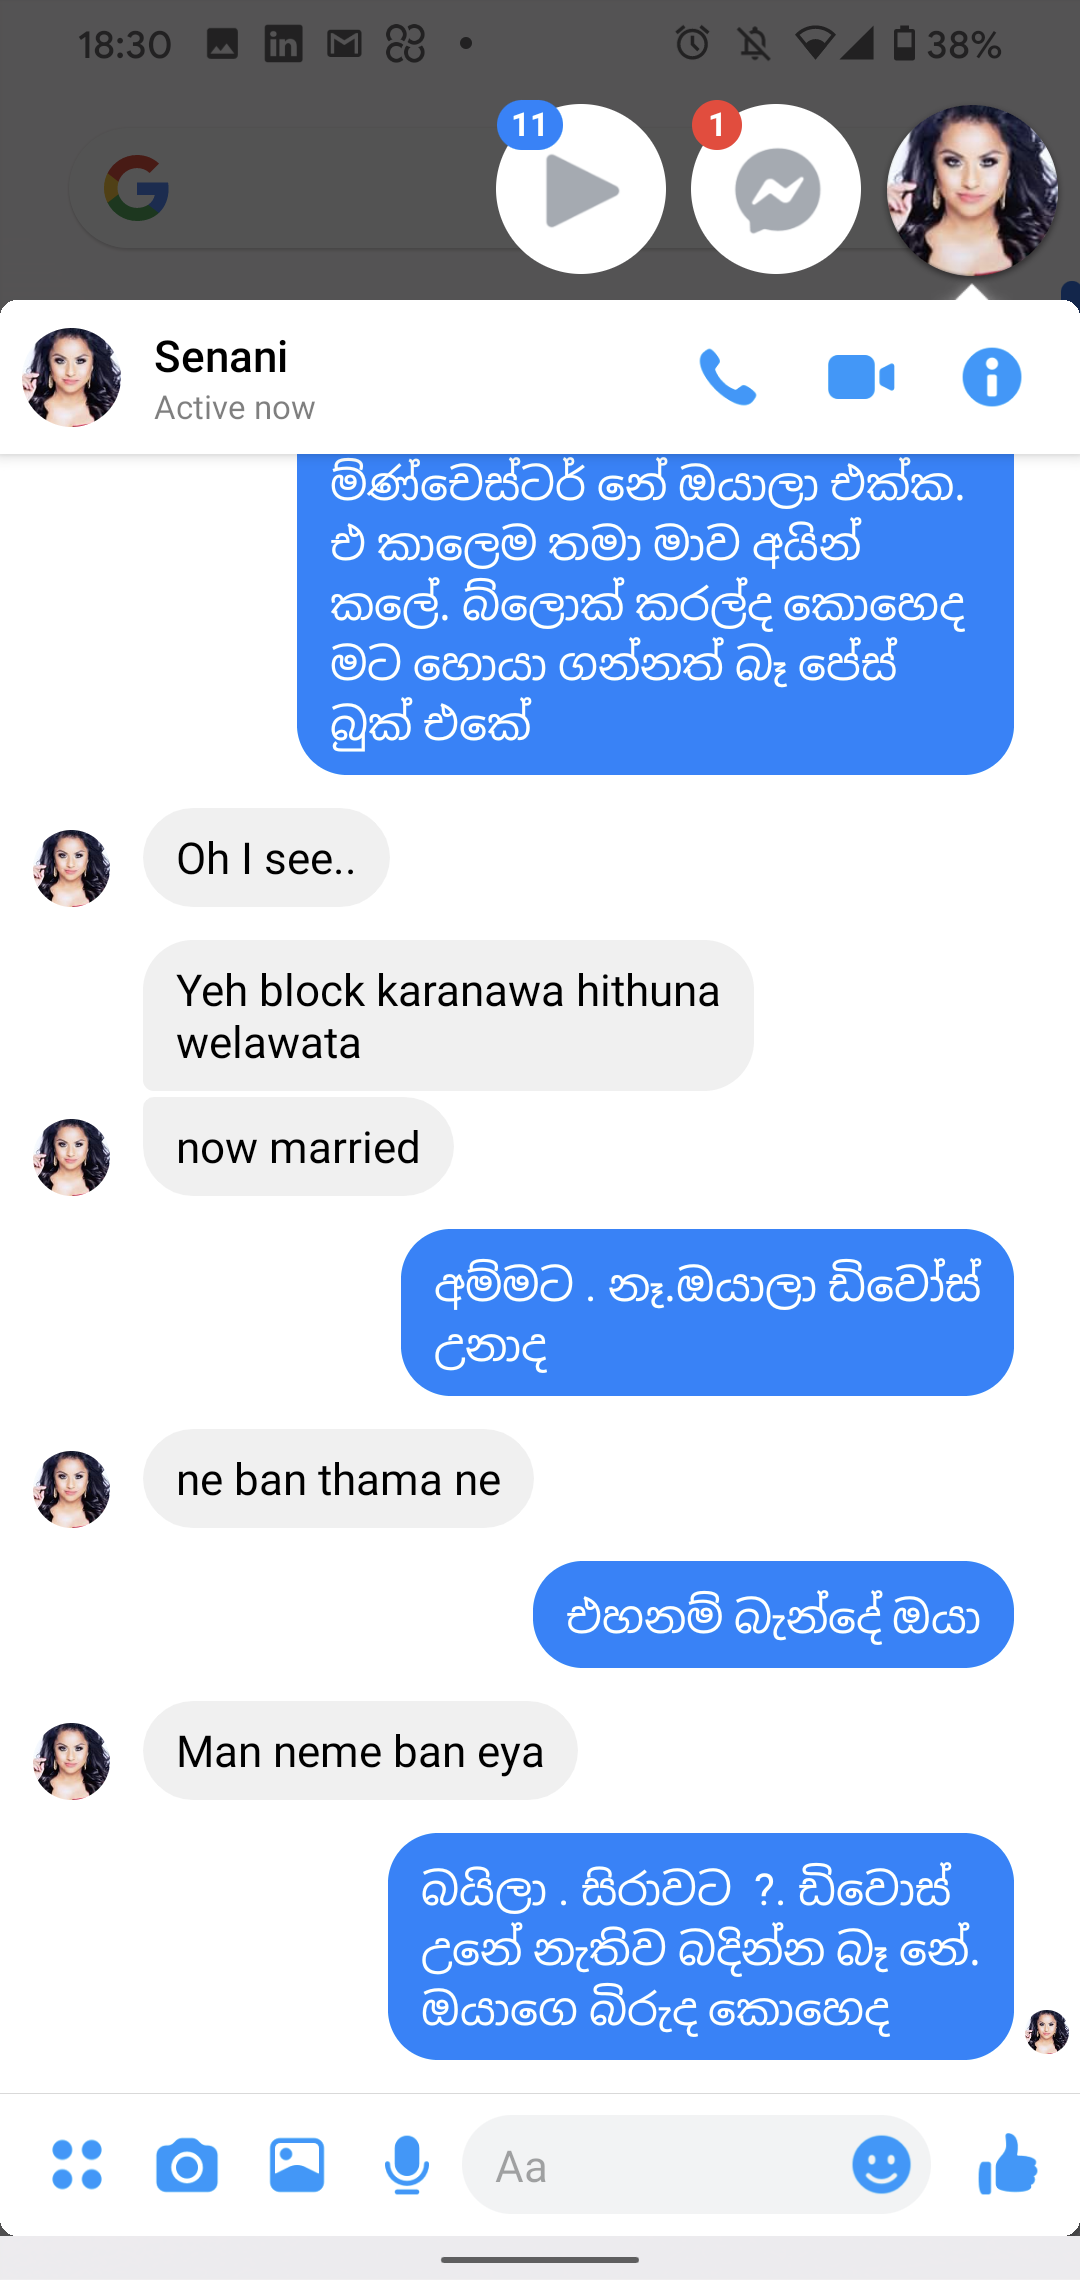 18:30
38%
11
1
Senani
Active now
මිණ්චෙස්ටර් නේ ඔයාලා එක්ක.
එ කාලෙම තමා මාව අයින්
කලේ. බ්ලොක් කරල්ද කොහෙද
මට හොයා ගන්නත් බෑ පේස්
බුක් එකේ
Oh I see..
Yeh block karanawa hithuna
welawata
now married
අම්මට . නෑ.ඔයාලා ඩිවෝස්
උනාද
ne ban thama ne
එහනම් බැන්දේ ඔයා
Man neme ban eya
බයිලා . සිරාවට  ?. ඩිවොස්
උනේ නැතිව බදින්න බෑ නේ.
ඔයාගෙ බිරුද කොහෙද
Aa